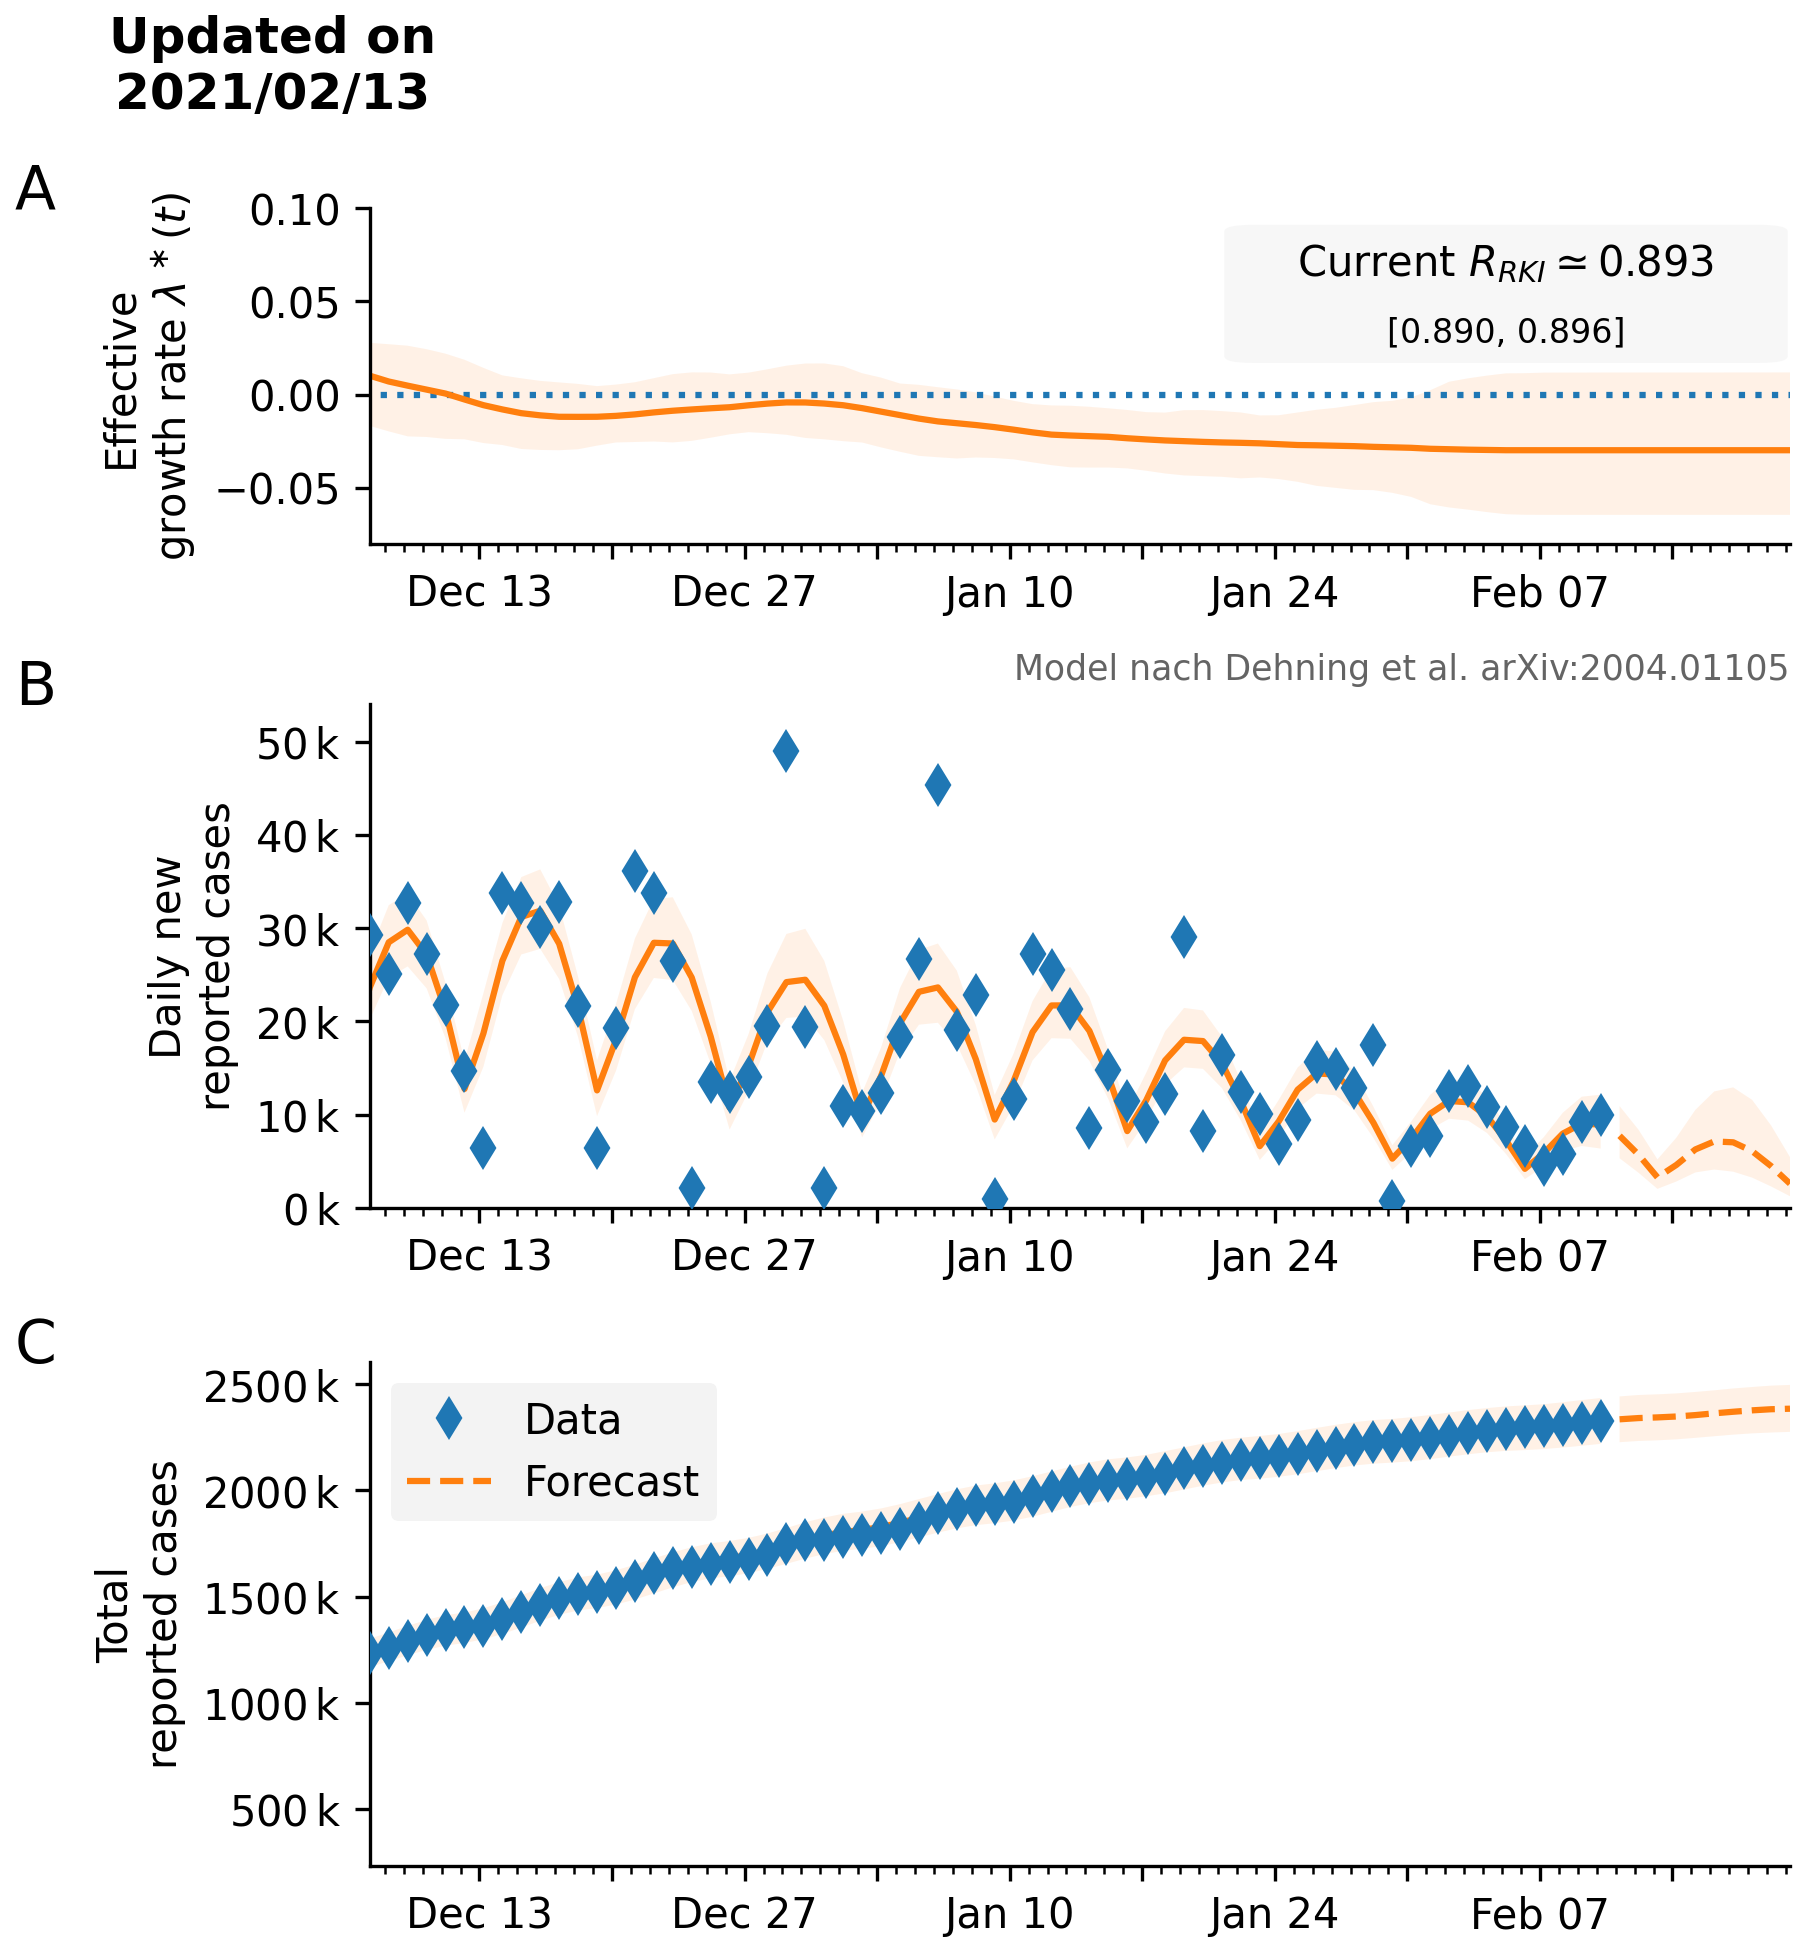 Updated on
2021/02/13
A
Effective
growth rate λ * (t)
0.10
0.05
0.00
−0.05
Current R_RKI ≃ 0.893
[0.890, 0.896]
Dec 13
Dec 27
Jan 10
Jan 24
Feb 07
Model nach Dehning et al. arXiv:2004.01105
B
Daily new
reported cases
50 k
40 k
30 k
20 k
10 k
0 k
Dec 13
Dec 27
Jan 10
Jan 24
Feb 07
C
Total
reported cases
2500 k
2000 k
1500 k
1000 k
500 k
Data
Forecast
Dec 13
Dec 27
Jan 10
Jan 24
Feb 07